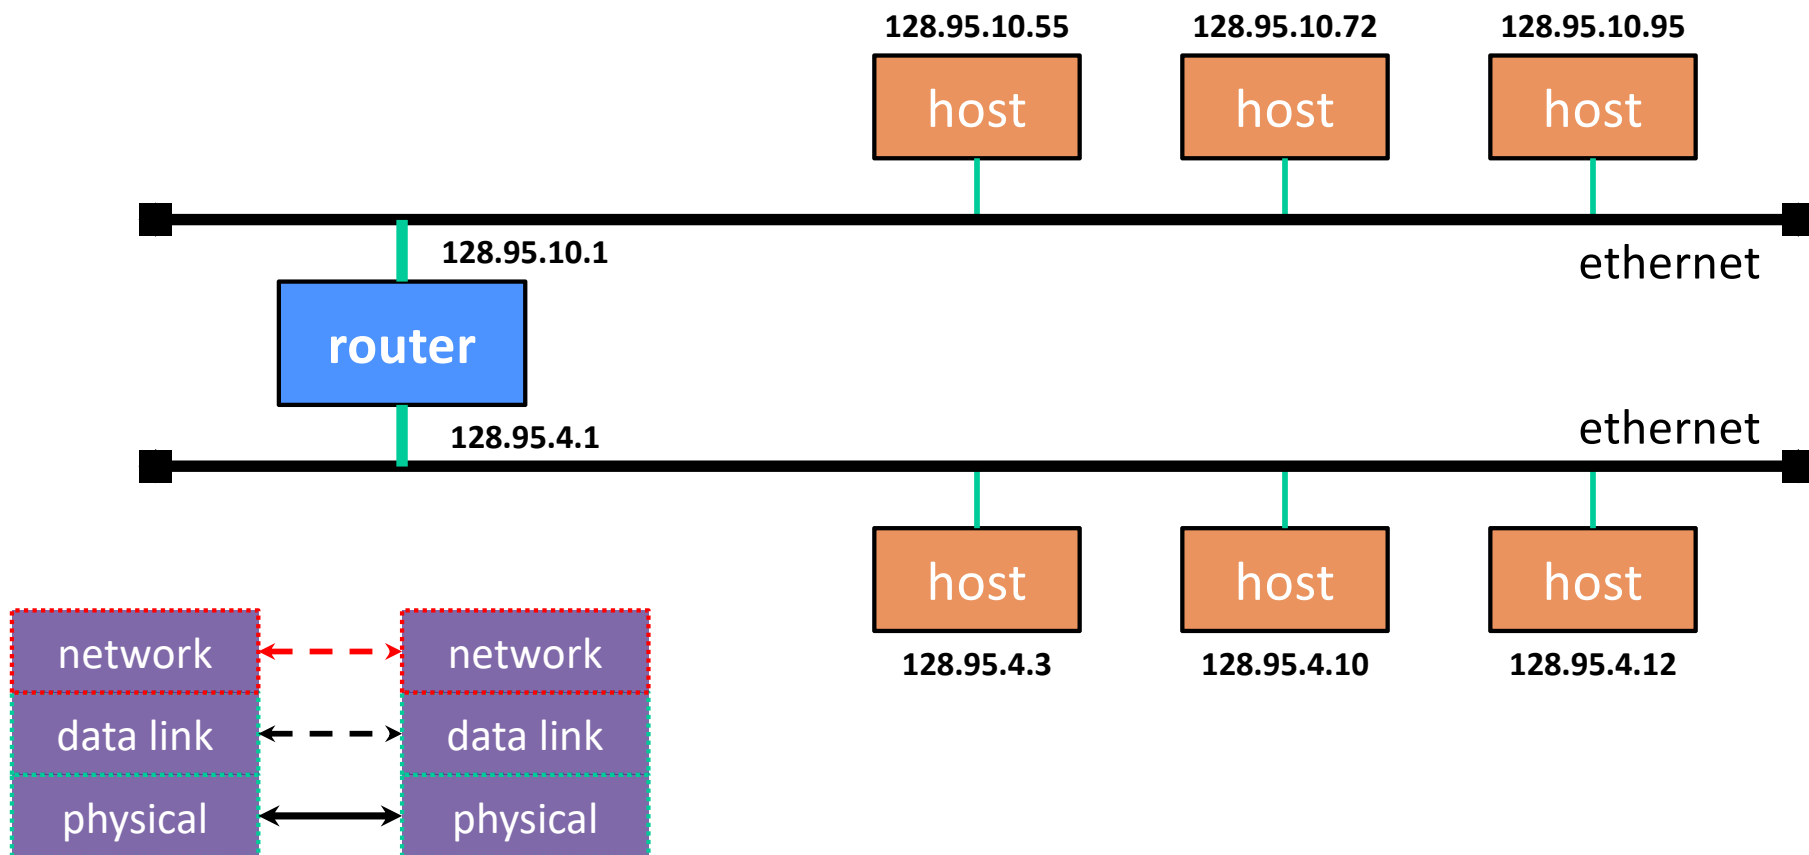 128.95.10.55 128.95.10.72 128.95.10.95
host host host
128.95.10.1
ethernet
router
128.95.4.1
ethernet
host host host
128.95.4.3 128.95.4.10 128.95.4.12
network network
data link data link
physical physical